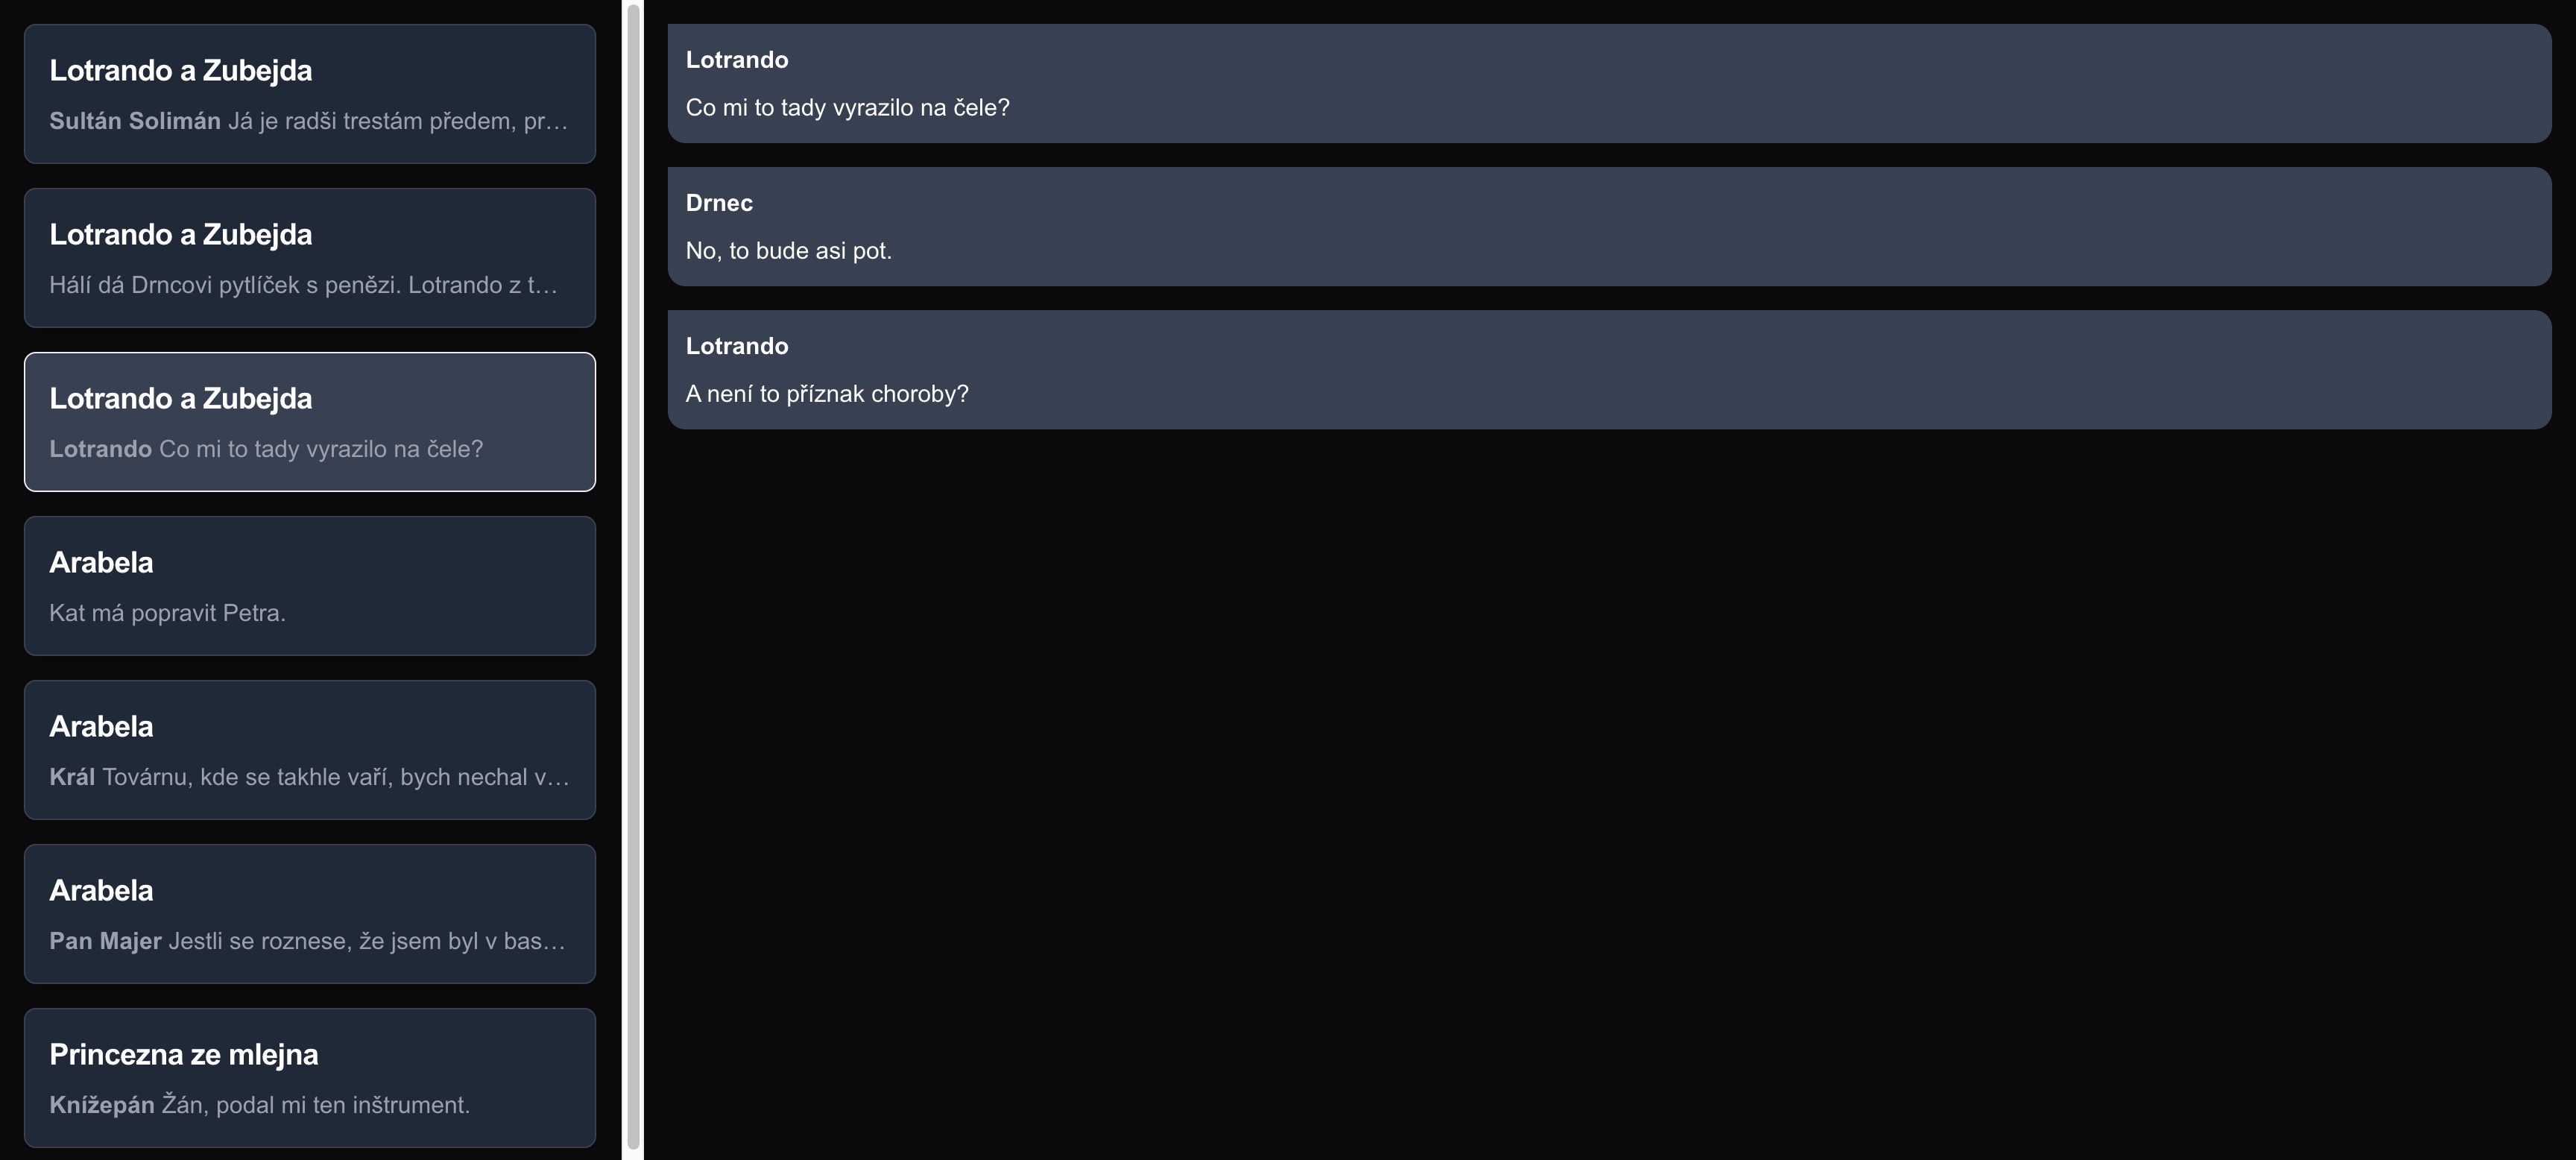 Lotrando a Zubejda
Sultán Solimán Já je radši trestám předem, pr…
Lotrando a Zubejda
Hálí dá Drncovi pytlíček s penězi. Lotrando z t…
Lotrando a Zubejda
Lotrando Co mi to tady vyrazilo na čele?
Arabela
Kat má popravit Petra.
Arabela
Král Továrnu, kde se takhle vaří, bych nechal v…
Arabela
Pan Majer Jestli se roznese, že jsem byl v bas…
Princezna ze mlejna
Knížepán Žán, podal mi ten inštrument.
Lotrando
Co mi to tady vyrazilo na čele?
Drnec
No, to bude asi pot.
Lotrando
A není to příznak choroby?